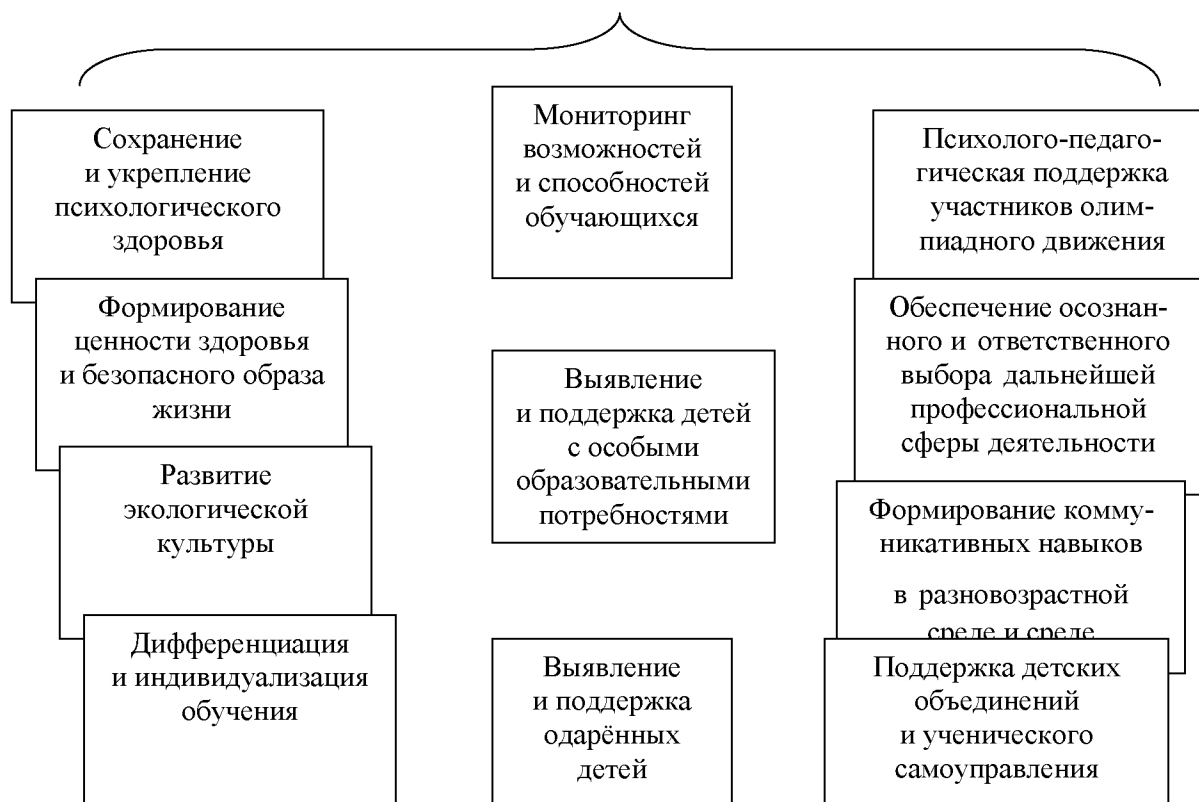 Сохранение
и укрепление
психологического
здоровья
Формирование
ценности здоровья
и безопасного образа
жизни
Развитие
экологической
культуры
Дифференциация
и индивидуализация
обучения
Мониторинг
возможностей
и способностей
обучающихся
Выявление
и поддержка детей
с особыми
образовательными
потребностями
Выявление
и поддержка
одарённых
детей
Психолого-педаго-
гическая поддержка
участников олим-
пиадного движения
Обеспечение осознан-
ного и ответственного
выбора дальнейшей
профессиональной
сферы деятельности
Формирование комму-
никативных навыков
в разновозрастной
среде и среде
Поддержка детских
объединений
и ученического
самоуправления